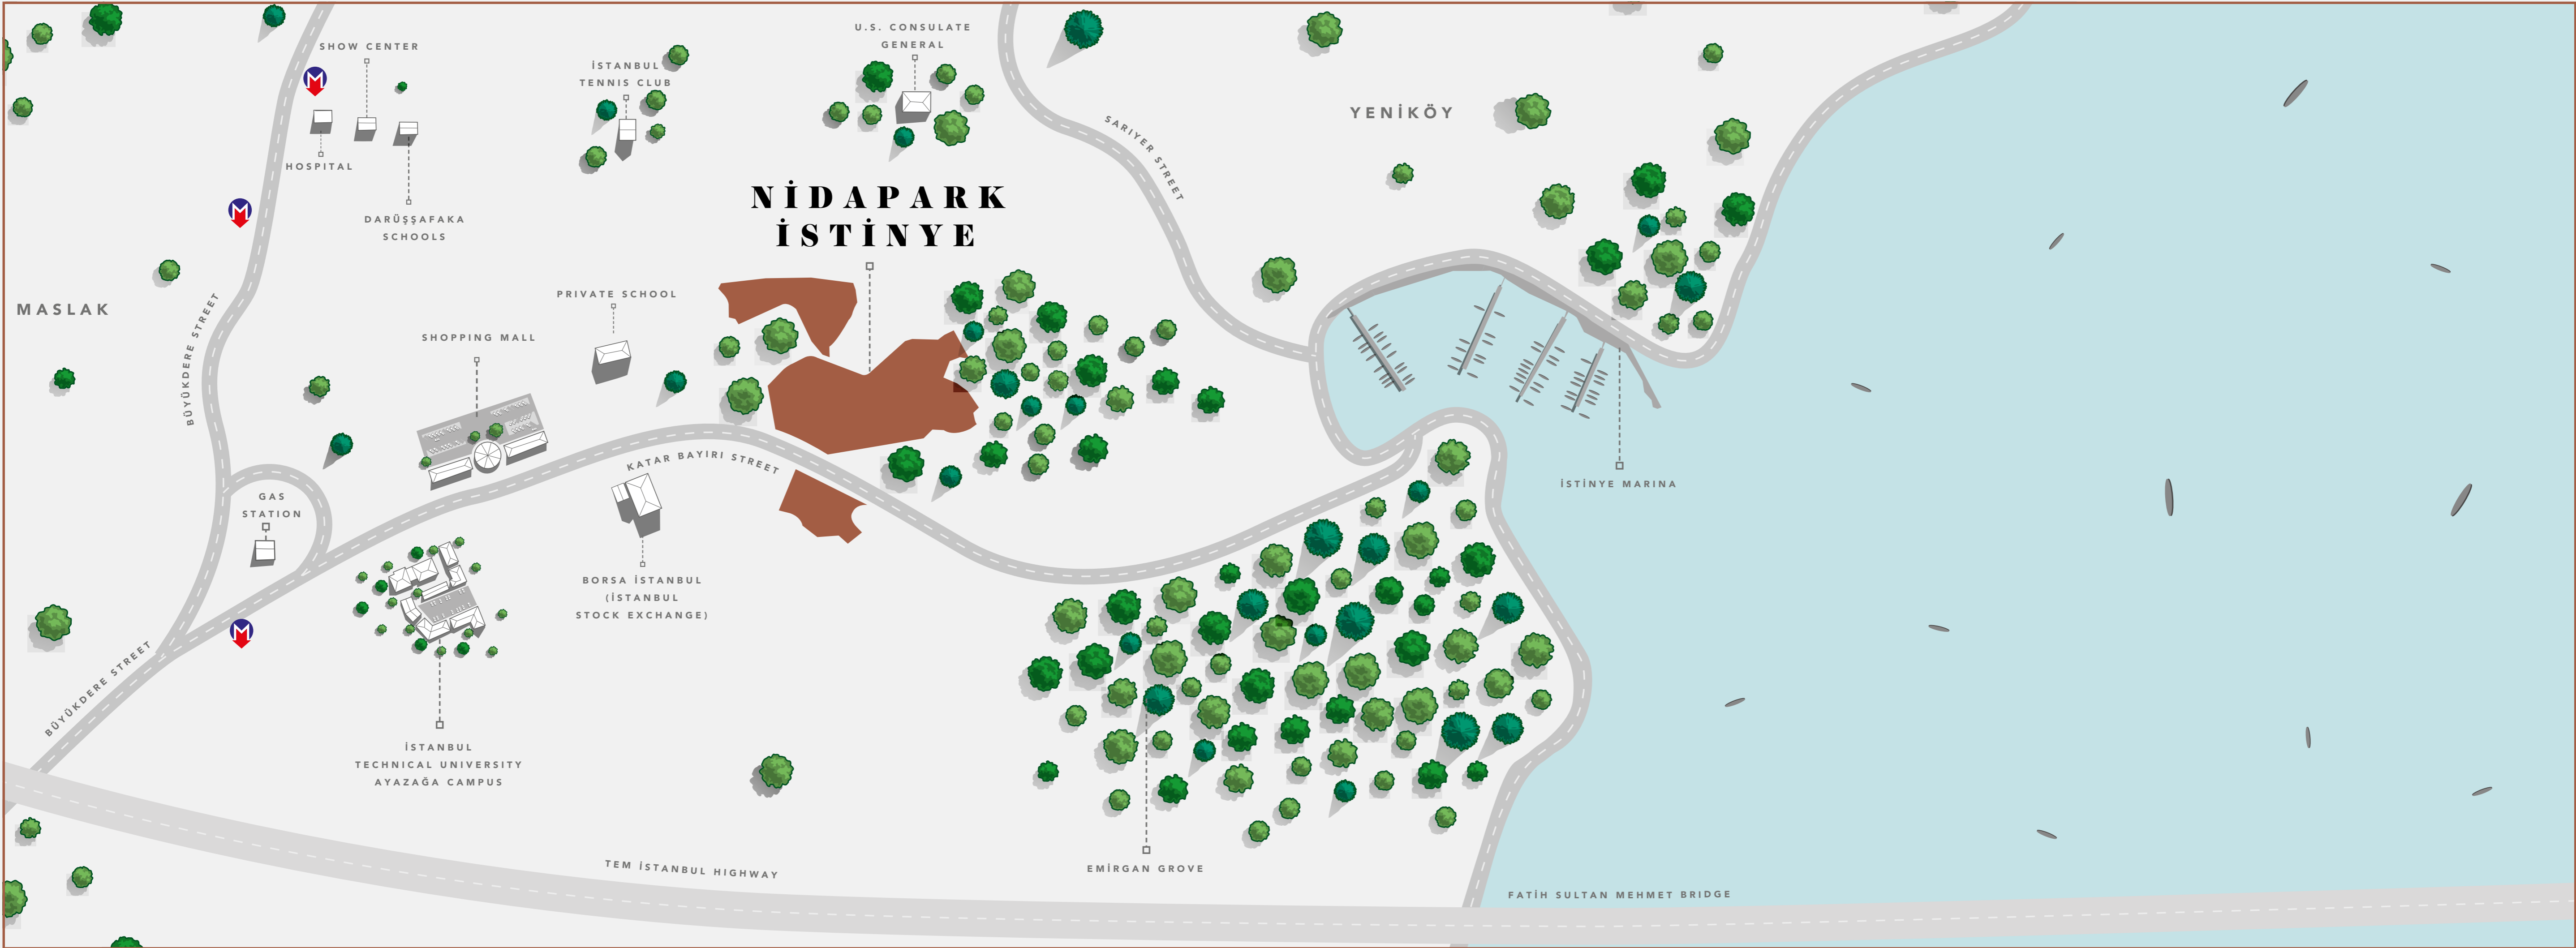 SHOW CENTER
HOSPITAL
DARÜŞŞAFAKA
SCHOOLS
İSTANBUL
TENNIS CLUB
U.S. CONSULATE
GENERAL
SARIYER STREET
YENİKÖY
NİDAPARK
İSTİNYE
MASLAK
BÜYÜKDERE STREET
PRIVATE SCHOOL
SHOPPING MALL
KATAR BAYIRI STREET
GAS
STATION
İSTİNYE MARINA
BORSA İSTANBUL
(İSTANBUL
STOCK EXCHANGE)
BÜYÜKDERE STREET
İSTANBUL
TECHNICAL UNIVERSITY
AYAZAĞA CAMPUS
TEM İSTANBUL HIGHWAY
EMİRGAN GROVE
FATİH SULTAN MEHMET BRIDGE
M
M
M